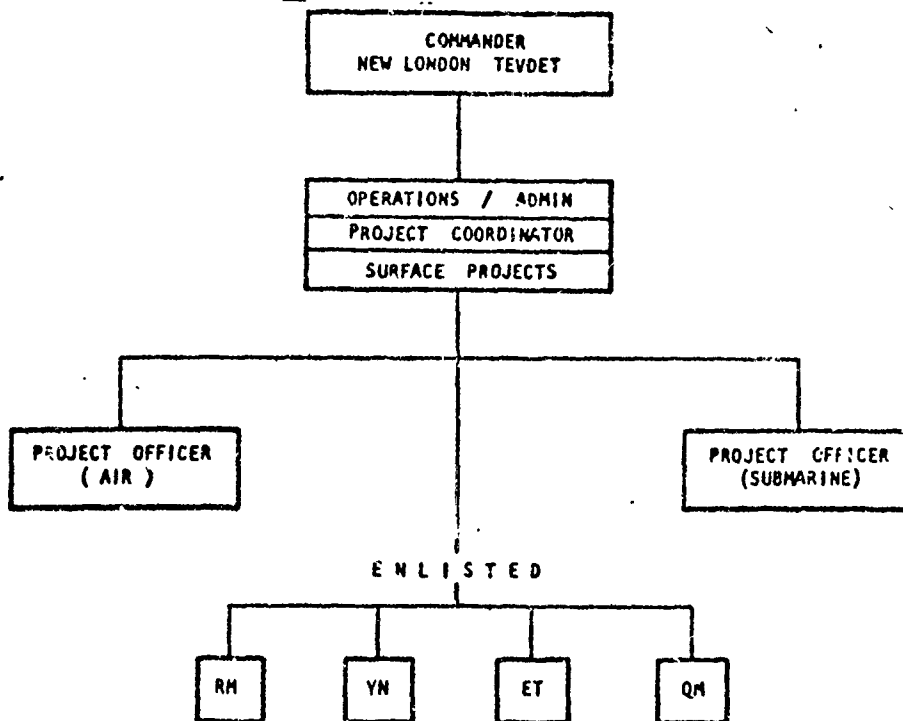 COMMANDER
NEW LONDON TEVDET
OPERATIONS / ADMIN
PROJECT COORDINATOR
SURFACE PROJECTS
PROJECT OFFICER
( AIR )
PROJECT OFFICER
(SUBMARINE)
ENLISTED
RM
YN
ET
QM